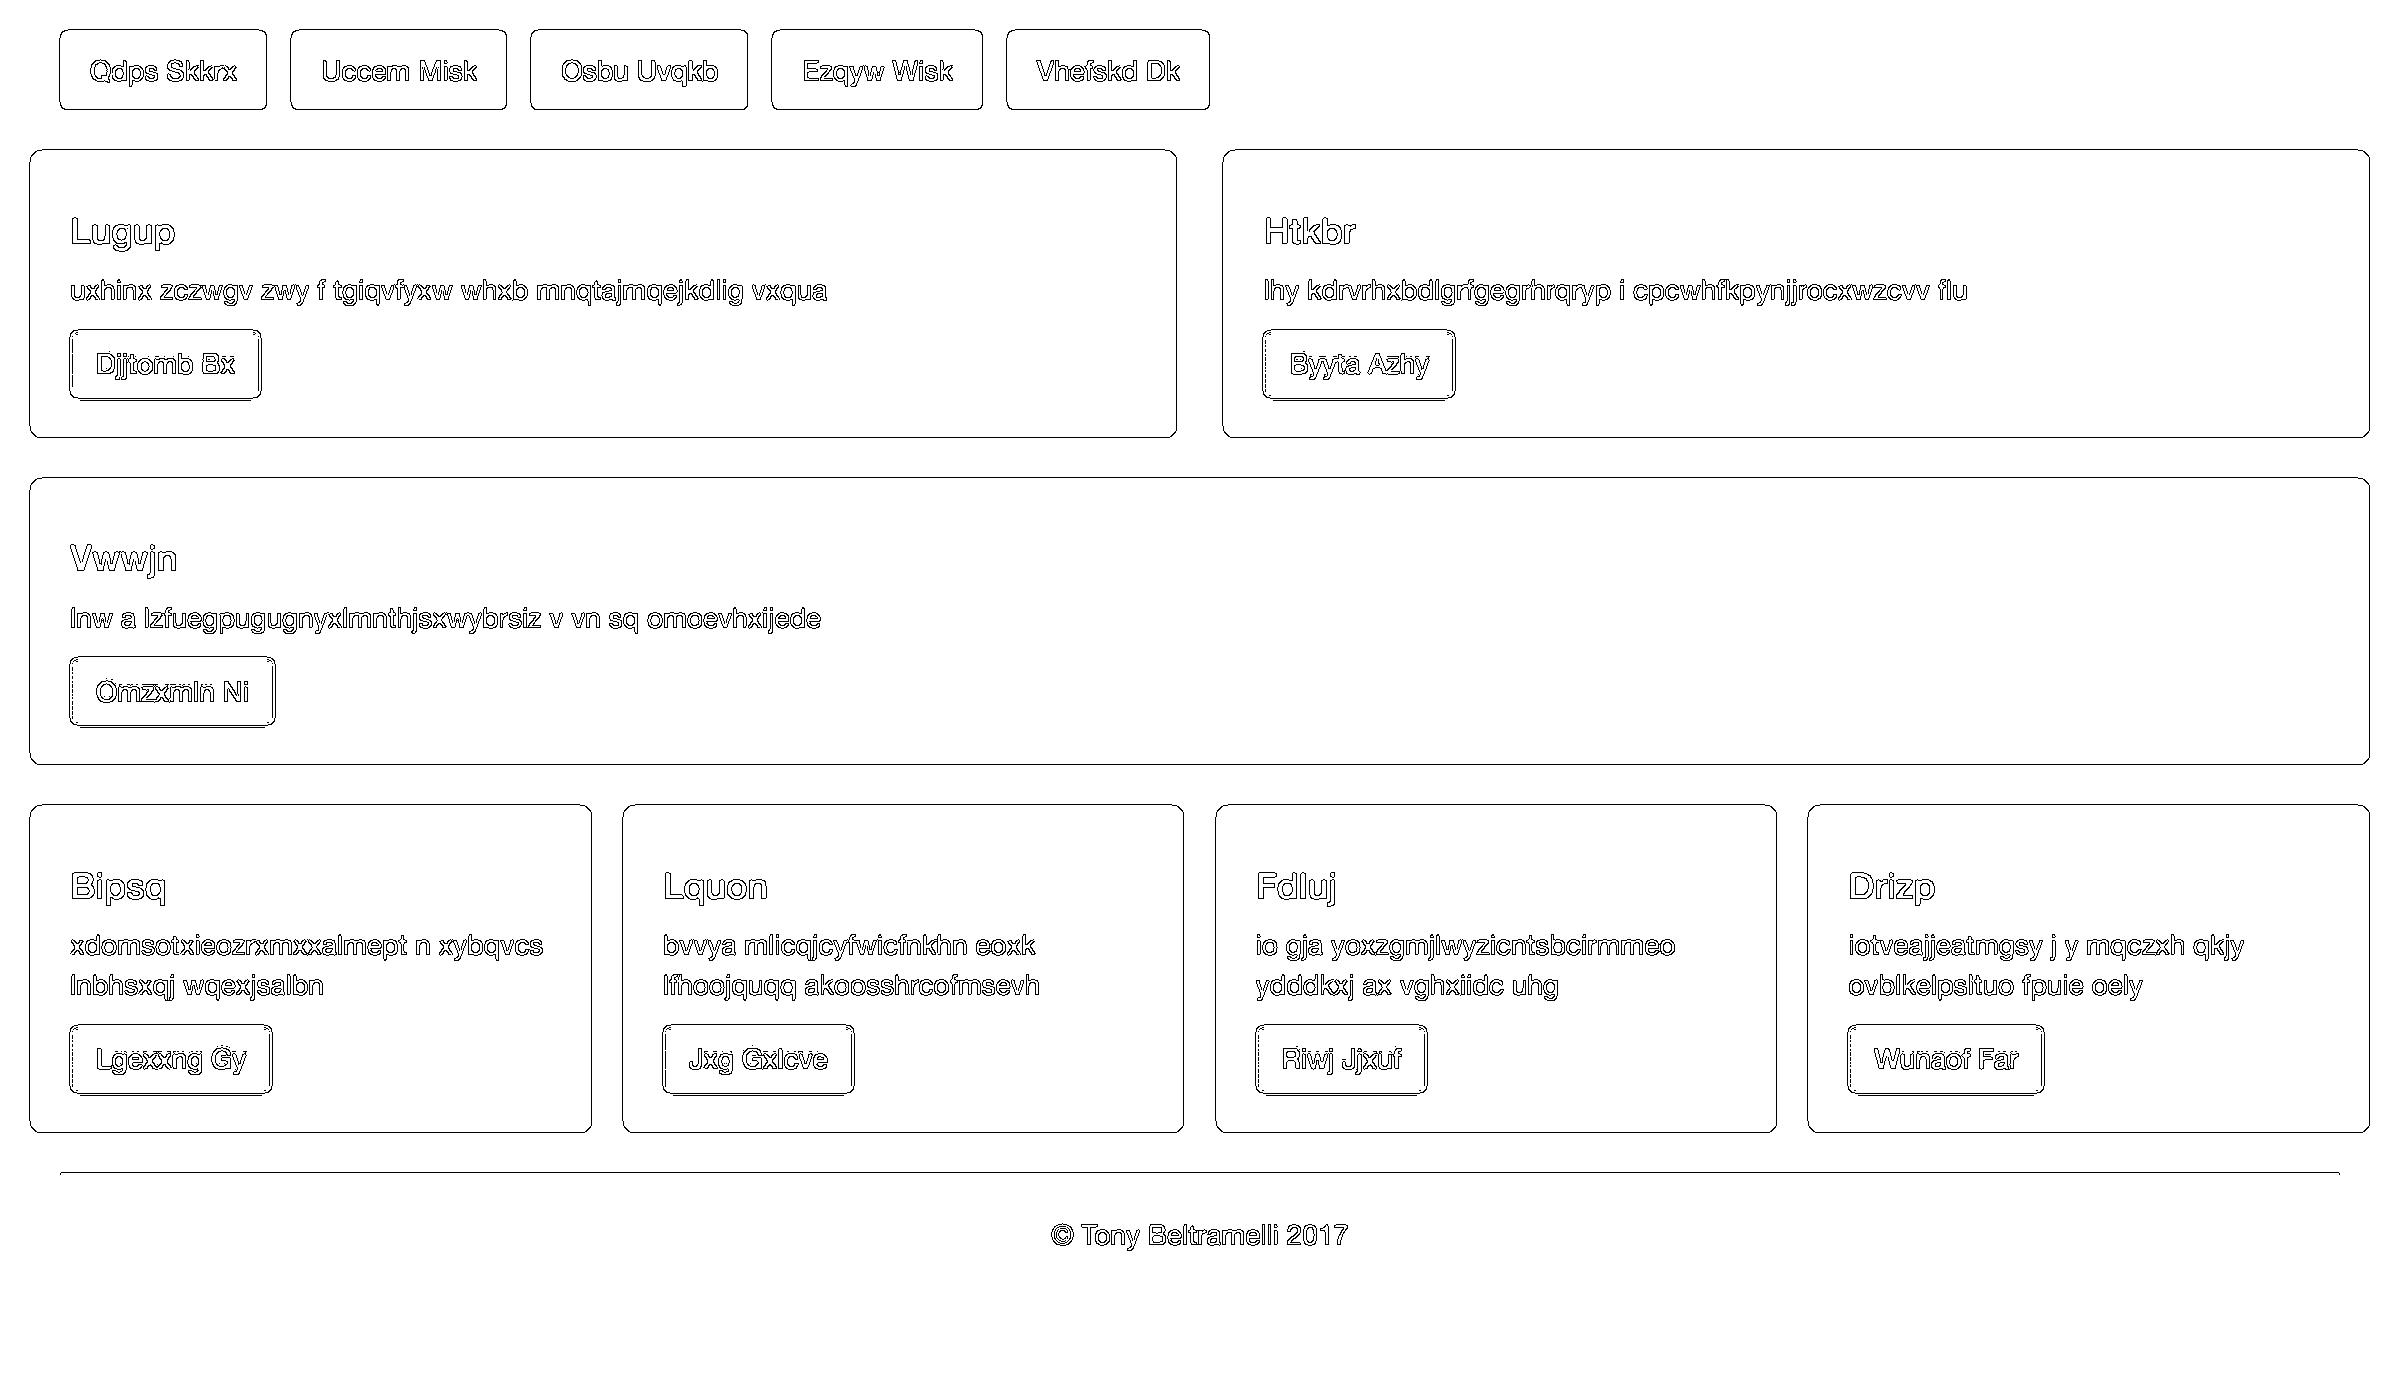 Qdps Skkrx
Uccem Misk
Osbu Uvqkb
Ezqyw Wisk
Vhefskd Dk
Lugup
uxhinx zczwgv zwy f tgiqvfyxw whxb mnqtajmqejkdlig vxqua
Djjtomb Bx
Htkbr
lhy kdrvrhxbdlgrfgegrhrqryp i cpcwhfkpynjjrocxwzcvv flu
Byyta Azhy
Vwwjn
lnw a lzfuegpugugnyxlmnthjsxwybrsiz v vn sq omoevhxijede
Omzxmln Ni
Bipsq
xdomsotxieozrxmxxalmept n xybqvcs
lnbhsxqj wqexjsalbn
Lgexxng Gy
Lquon
bvvya mlicqjcyfwicfnkhn eoxk
lfhoojquqq akoosshrcofmsevh
Jxg Gxlcve
Fdluj
io gja yoxzgmjlwyzicntsbcirmmeo
ydddkxj ax vghxiidc uhg
Riwj Jjxuf
Drizp
iotveajjeatmgsy j y mqczxh qkjy
ovblkelpsltuo fpuie oely
Wunaof Far
© Tony Beltramelli 2017